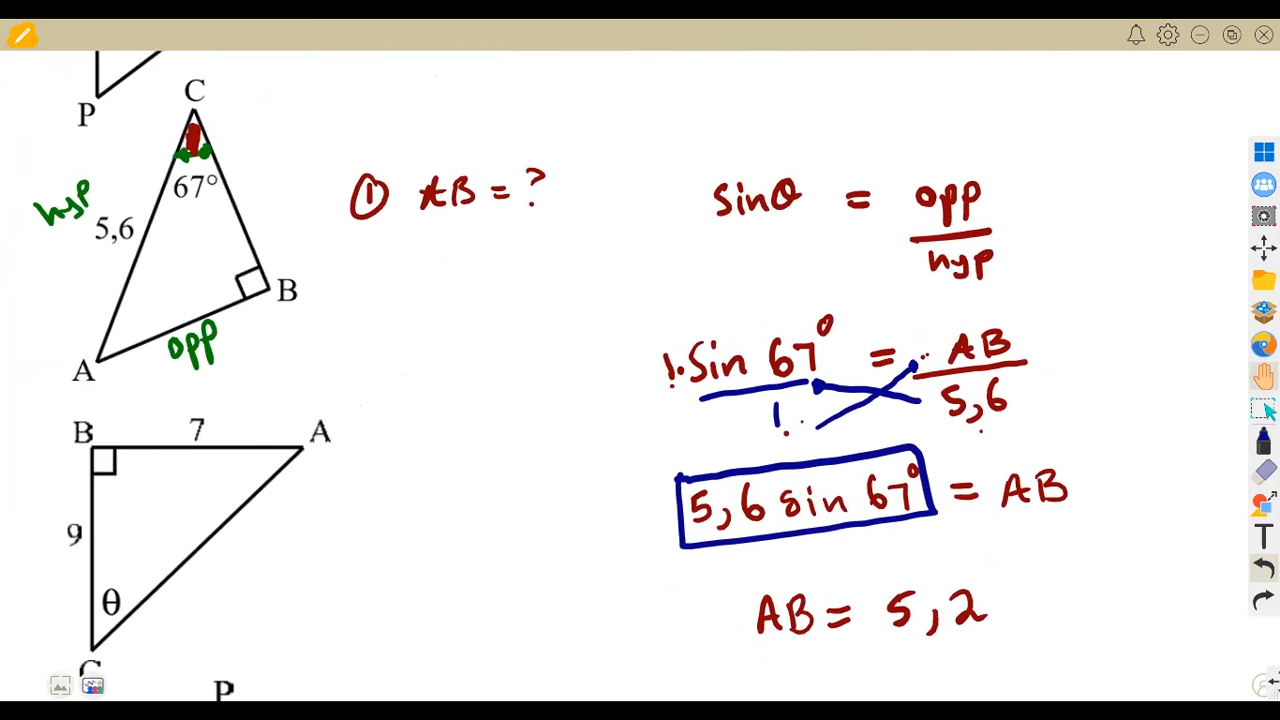 P
C
67°
hyp
5,6
B
opp
A
① AB = ?
sinθ = opp
hyp
1. Sin 67° = AB
1
5,6
5,6 sin 67° = AB
AB = 5,2
B 7 A
9
θ
C
P
T